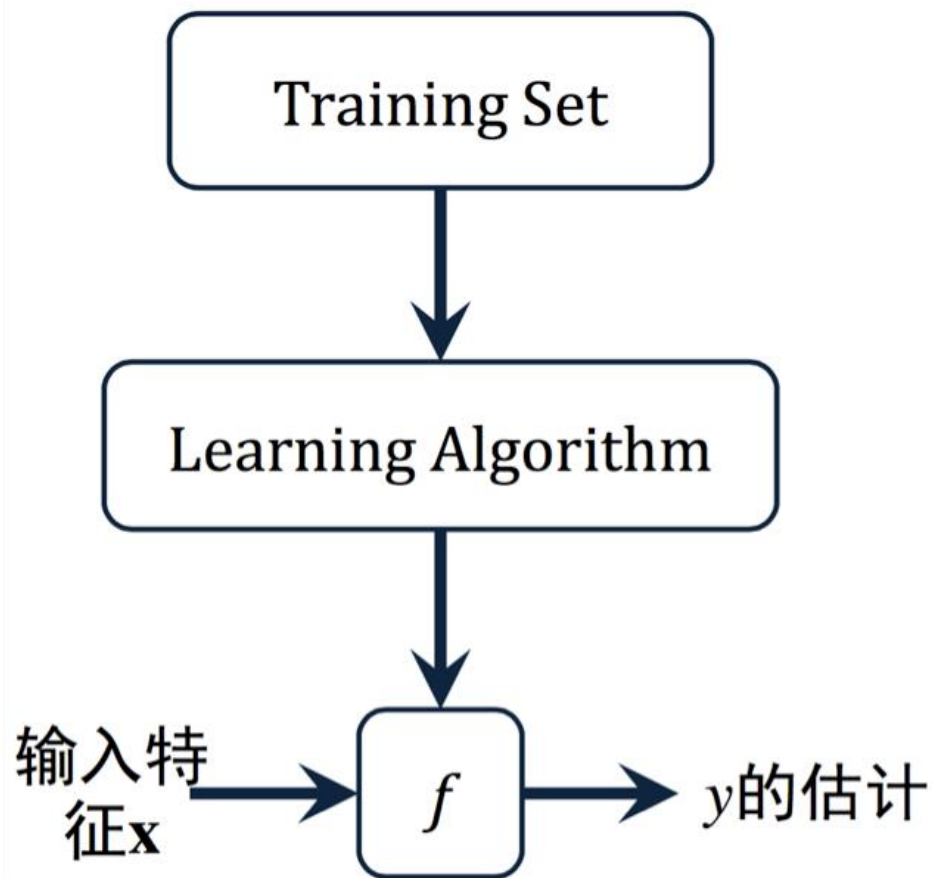 Training Set
Learning Algorithm
输入特
征x
f
y的估计